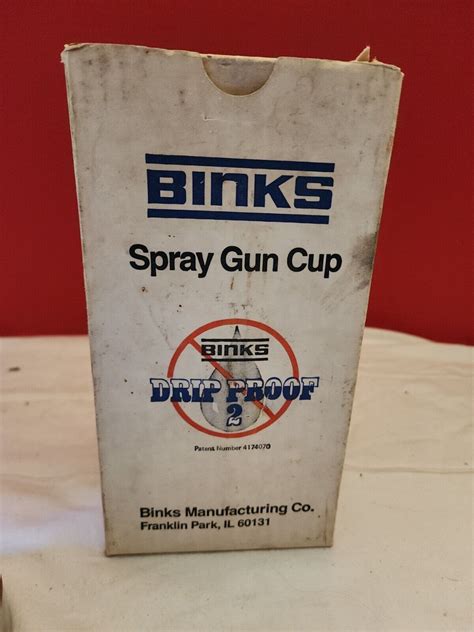 BINKS
Spray Gun Cup
BINKS
DRIP PROOF
2
Patent Number 4174070
Binks Manufacturing Co.
Franklin Park, IL 60131